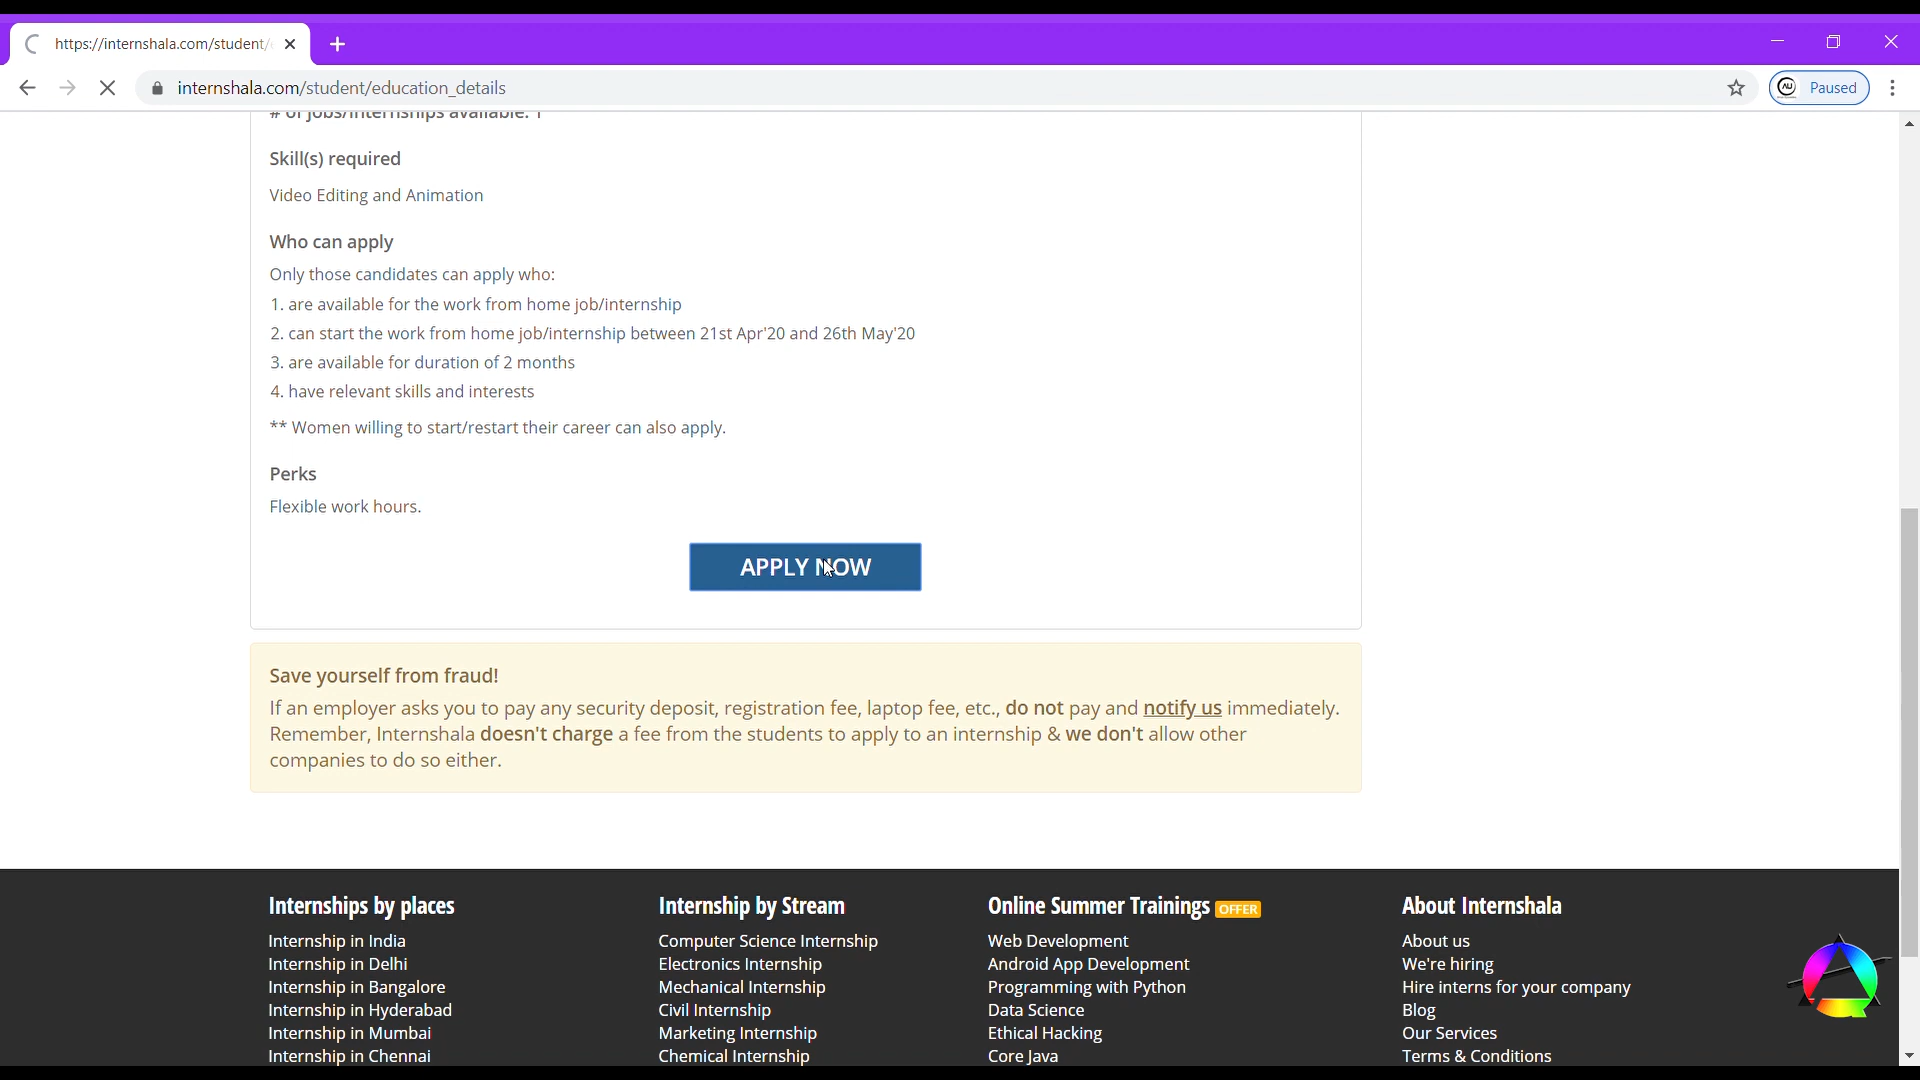 https://internshala.com/student/
internshala.com/student/education_details
Paused
# of jobs/internships available: 1
Skill(s) required
Video Editing and Animation
Who can apply
Only those candidates can apply who:
1. are available for the work from home job/internship
2. can start the work from home job/internship between 21st Apr'20 and 26th May'20
3. are available for duration of 2 months
4. have relevant skills and interests
** Women willing to start/restart their career can also apply.
Perks
Flexible work hours.
APPLY NOW
Save yourself from fraud!
If an employer asks you to pay any security deposit, registration fee, laptop fee, etc., do not pay and notify us immediately.
Remember, Internshala doesn't charge a fee from the students to apply to an internship & we don't allow other
companies to do so either.
Internships by places
Internship in India
Internship in Delhi
Internship in Bangalore
Internship in Hyderabad
Internship in Mumbai
Internship in Chennai
Internship by Stream
Computer Science Internship
Electronics Internship
Mechanical Internship
Civil Internship
Marketing Internship
Chemical Internship
Online Summer Trainings OFFER
Web Development
Android App Development
Programming with Python
Data Science
Ethical Hacking
Core Java
About Internshala
About us
We're hiring
Hire interns for your company
Blog
Our Services
Terms & Conditions